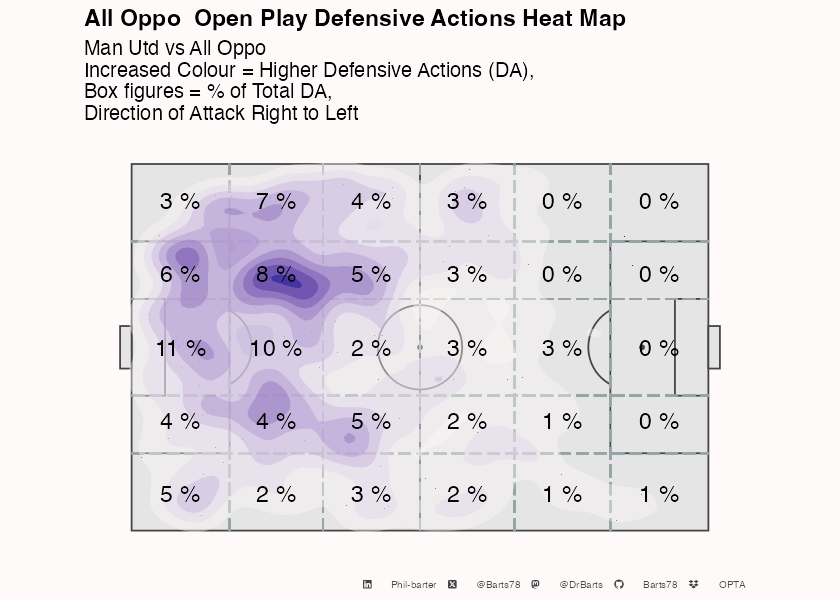 All Oppo  Open Play Defensive Actions Heat Map
Man Utd vs All Oppo
Increased Colour = Higher Defensive Actions (DA),
Box figures = % of Total DA,
Direction of Attack Right to Left
3 % 7 % 4 % 3 % 0 % 0 %
6 % 8 % 5 % 3 % 0 % 0 %
11 % 10 % 2 % 3 % 3 % 0 %
4 % 4 % 5 % 2 % 1 % 0 %
5 % 2 % 3 % 2 % 1 % 1 %
Phil-barter @Barts78 @DrBarts Barts78 OPTA